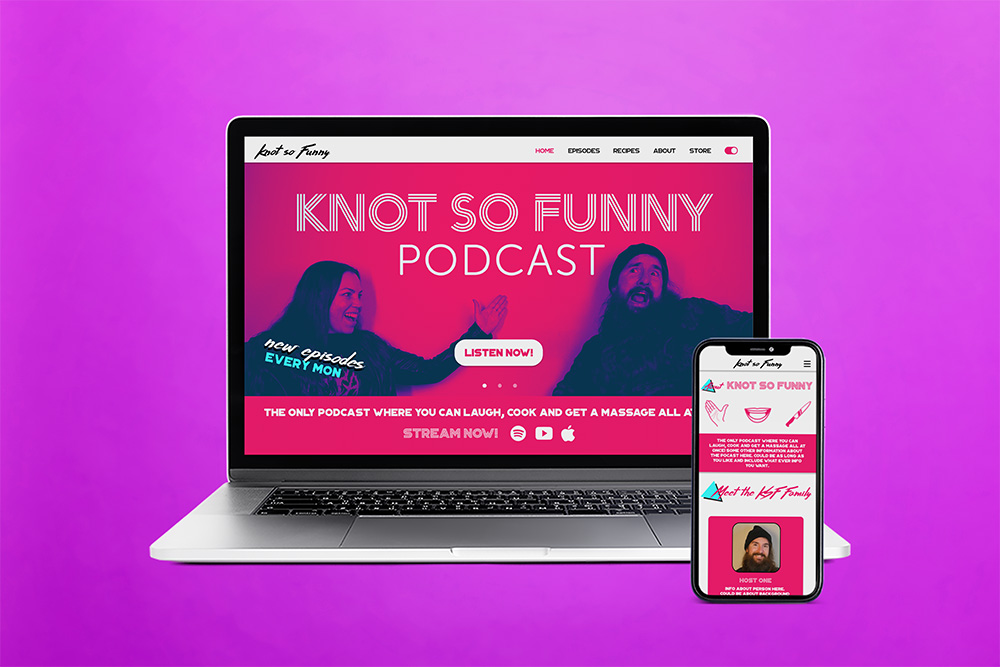 Knot so Funny
HOME EPISODES RECIPES ABOUT STORE
KNOT SO FUNNY
PODCAST
new episodes
EVERY MON
LISTEN NOW!
THE ONLY PODCAST WHERE YOU CAN LAUGH, COOK AND GET A MASSAGE ALL AT
STREAM NOW!
Knot so Funny
About KNOT SO FUNNY
THE ONLY PODCAST WHERE YOU CAN
LAUGH, COOK AND GET A MASSAGE ALL AT
ONCE! SOME OTHER INFORMATION ABOUT
THE POCAST HERE. COULD BE AS LONG AS
YOU LIKE AND INCLUDE WHAT EVER INFO
YOU WANT.
Meet the KSF Family
HOST ONE
INFO ABOUT PERSON HERE.
COULD BE ABOUT BACKGROUND